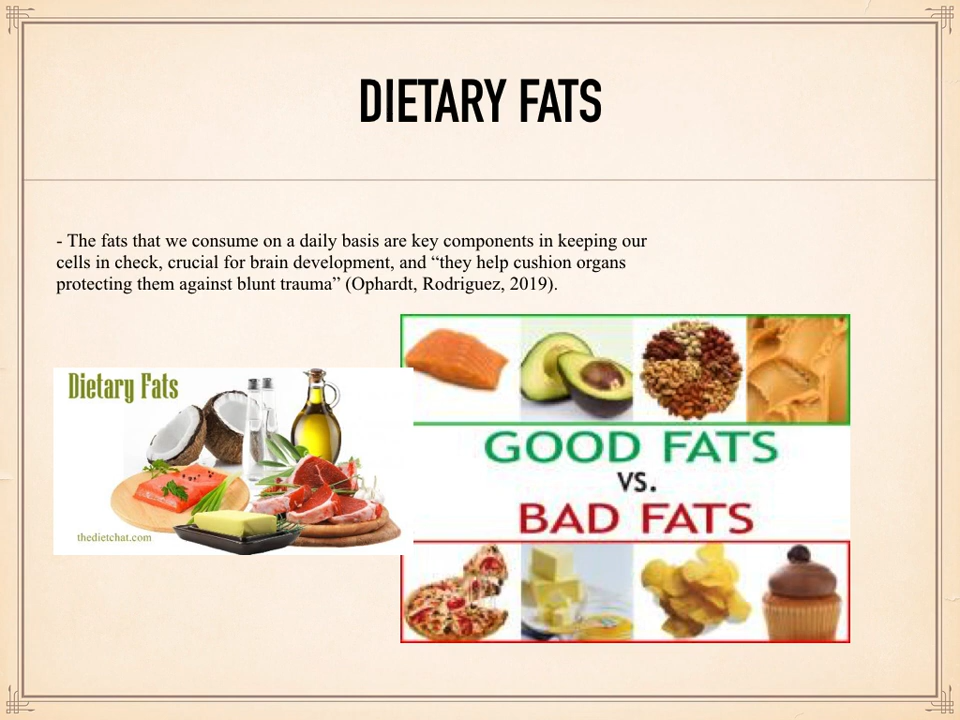 DIETARY FATS
- The fats that we consume on a daily basis are key components in keeping our
cells in check, crucial for brain development, and “they help cushion organs
protecting them against blunt trauma” (Ophardt, Rodriguez, 2019).
Dietary Fats
thedietchat.com
GOOD FATS
VS.
BAD FATS